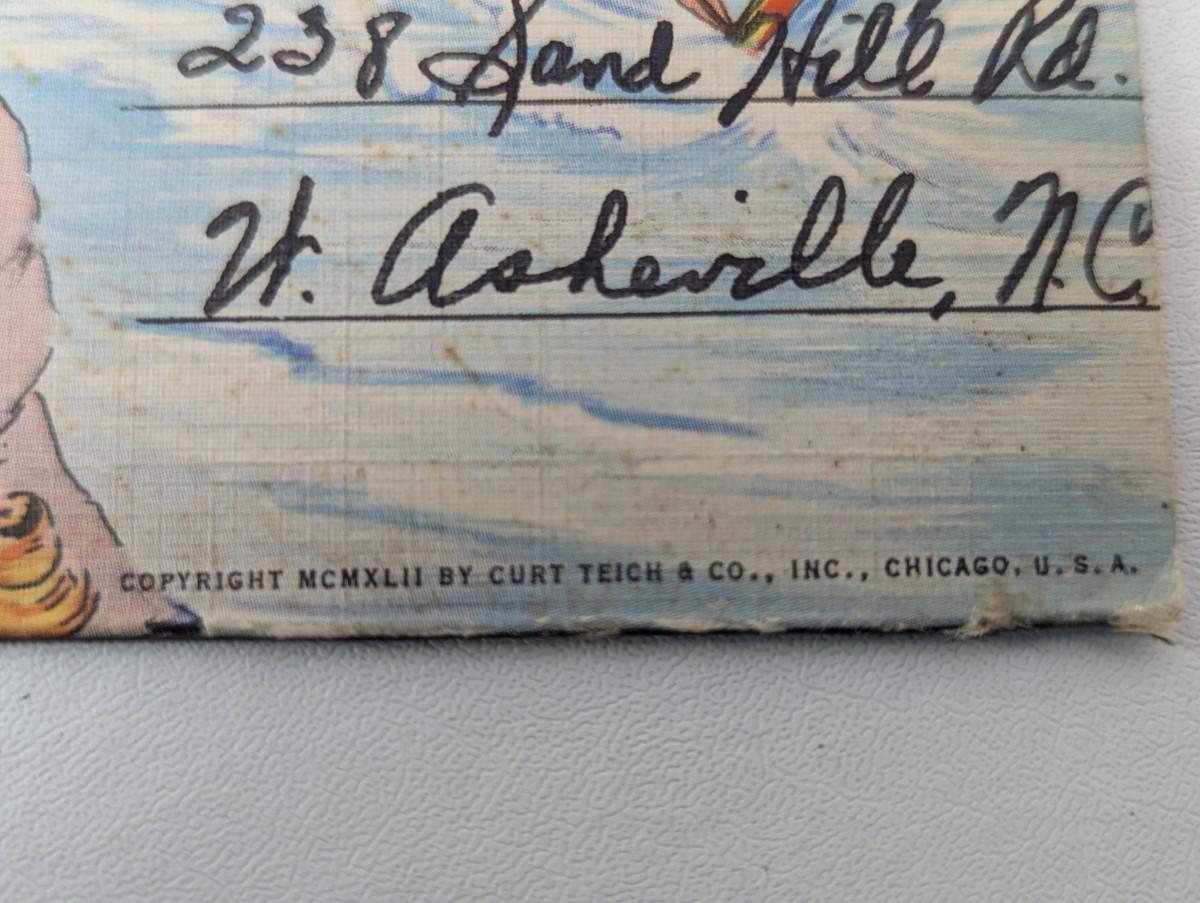 238 Sand Hill Rd.
W. Asheville, N.C.
COPYRIGHT MCMXLII BY CURT TEICH & CO., INC., CHICAGO, U. S. A.